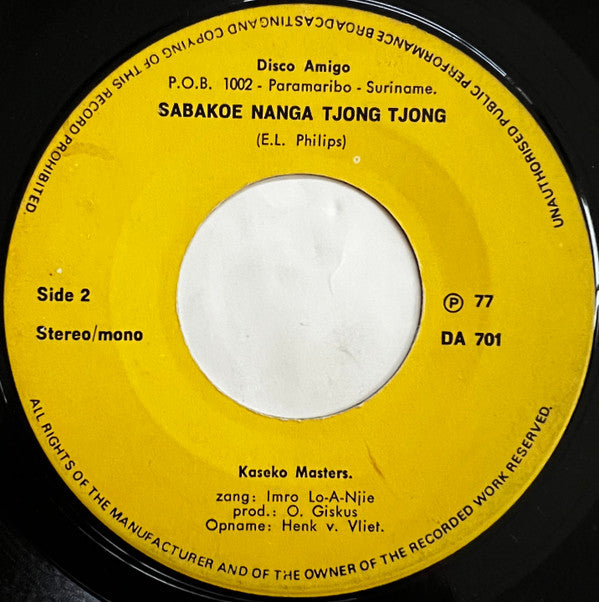 UNAUTHORISED PUBLIC PERFORMANCE BROADCASTING AND COPYING OF THIS RECORD PROHIBITED.
Disco Amigo
P.O.B. 1002 - Paramaribo - Suriname.
SABAKOE NANGA TJONG TJONG
(E.L. Philips)
Side 2
Stereo/mono
℗ 77
DA 701
Kaseko Masters.
zang: Imro Lo-A-Njie
prod.: O. Giskus
Opname: Henk v. Vliet.
ALL RIGHTS OF THE MANUFACTURER AND OF THE OWNER OF THE RECORDED WORK RESERVED.